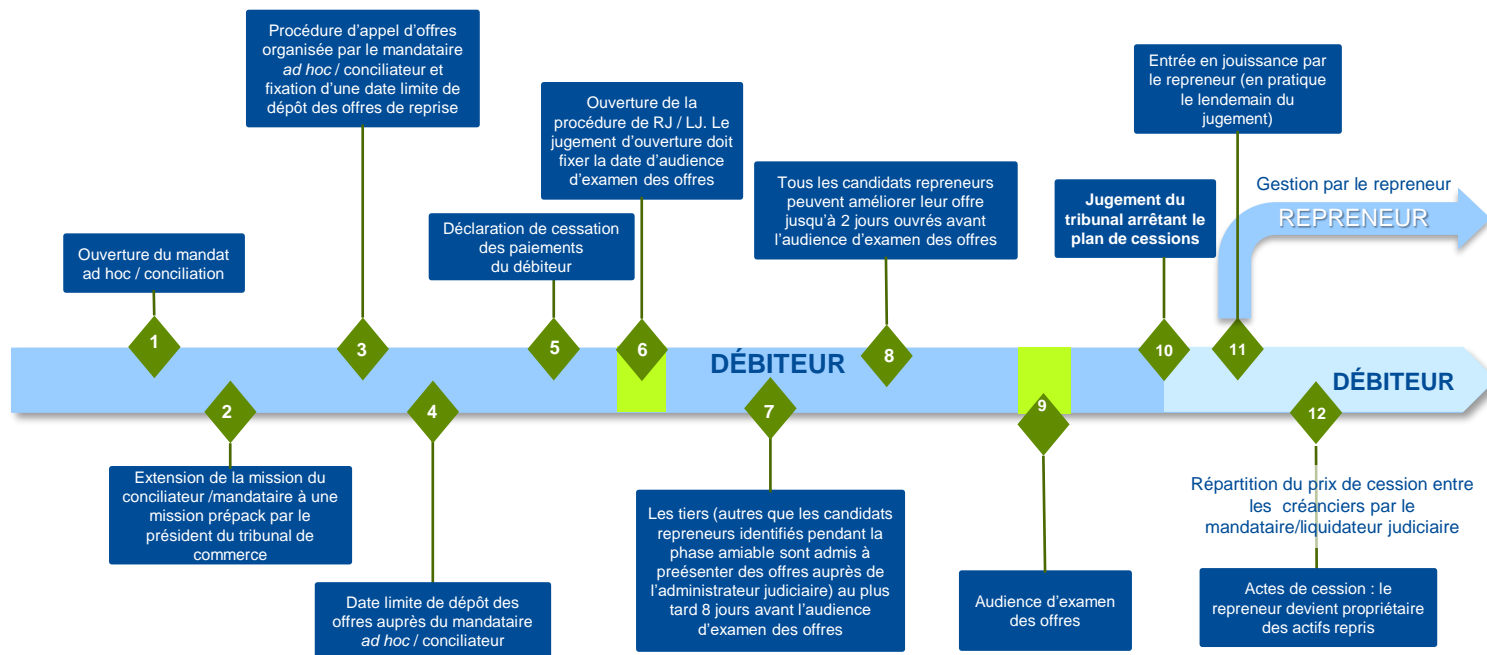 Procédure d'appel d'offres
organisée par le mandataire
ad hoc / conciliateur et
fixation d'une date limite de
dépôt des offres de reprise
Entrée en jouissance par
le repreneur (en pratique
le lendemain du
jugement)
Ouverture de la
procédure de RJ / LJ. Le
jugement d'ouverture doit
fixer la date d'audience
d'examen des offres
Tous les candidats repreneurs
peuvent améliorer leur offre
jusqu'à 2 jours ouvrés avant
l'audience d'examen des offres
Jugement du
tribunal arrêtant le
plan de cessions
Gestion par le repreneur
REPRENEUR
Déclaration de cessation
des paiements
du débiteur
Ouverture du mandat
ad hoc / conciliation
1
3
5
6
8
10
11
DÉBITEUR
DÉBITEUR
2
4
7
9
12
Extension de la mission du
conciliateur /mandataire à une
mission prépack par le
président du tribunal de
commerce
Date limite de dépôt des
offres auprès du mandataire
ad hoc / conciliateur
Les tiers (autres que les candidats
repreneurs identifiés pendant la
phase amiable sont admis à
preésenter des offres auprès de
l'administrateur judiciaire) au plus
tard 8 jours avant l'audience
d'examen des offres
Audience d'examen
des offres
Répartition du prix de cession entre
les créanciers par le
mandataire/liquidateur judiciaire
Actes de cession : le
repreneur devient propriétaire
des actifs repris